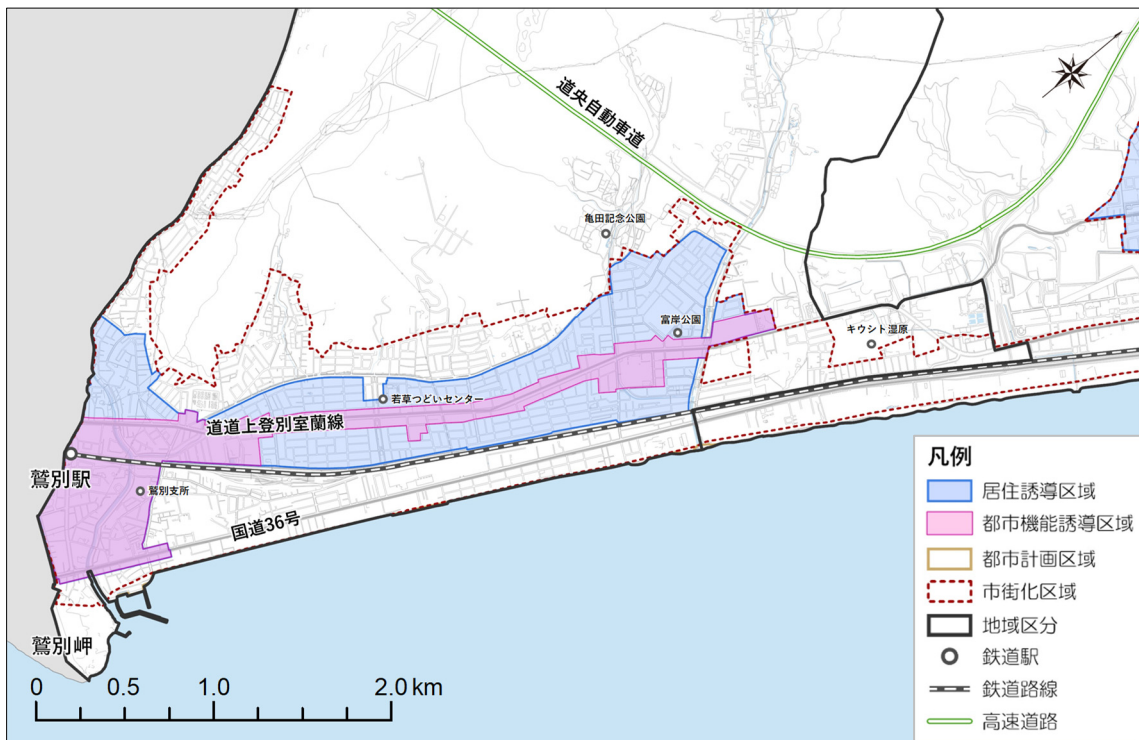 道央自動車道
亀田記念公園
富岸公園
キウシト湿原
若草つどいセンター
道道上登別室蘭線
鷲別駅
鷲別支所
国道36号
鷲別岬
0 0.5 1.0 2.0 km
凡例
居住誘導区域
都市機能誘導区域
都市計画区域
市街化区域
地域区分
鉄道駅
鉄道路線
高速道路